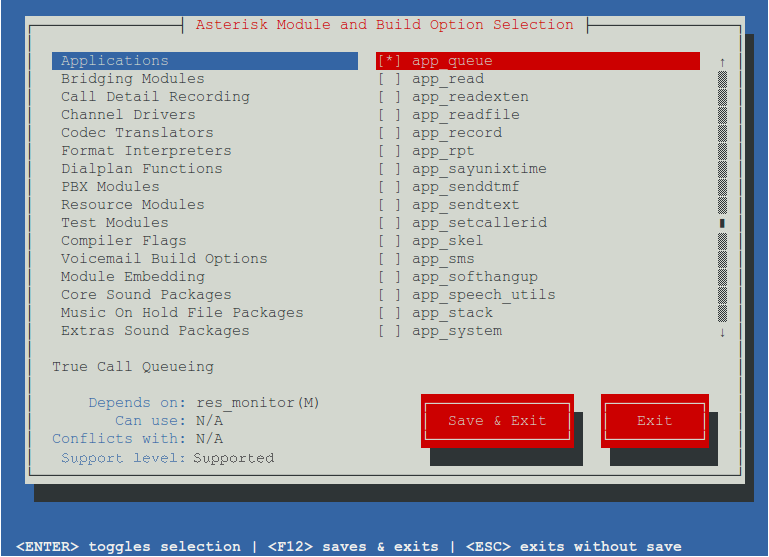 Asterisk Module and Build Option Selection
Applications [*] app_queue ↑
Bridging Modules [ ] app_read
Call Detail Recording [ ] app_readexten
Channel Drivers [ ] app_readfile
Codec Translators [ ] app_record
Format Interpreters [ ] app_rpt
Dialplan Functions [ ] app_sayunixtime
PBX Modules [ ] app_senddtmf
Resource Modules [ ] app_sendtext
Test Modules [ ] app_setcallerid
Compiler Flags [ ] app_skel
Voicemail Build Options [ ] app_sms
Module Embedding [ ] app_softhangup
Core Sound Packages [ ] app_speech_utils
Music On Hold File Packages [ ] app_stack
Extras Sound Packages [ ] app_system ↓
True Call Queueing
Depends on: res_monitor(M)
Can use: N/A
Conflicts with: N/A
Support level: Supported
Save & Exit Exit
<ENTER> toggles selection | <F12> saves & exits | <ESC> exits without save